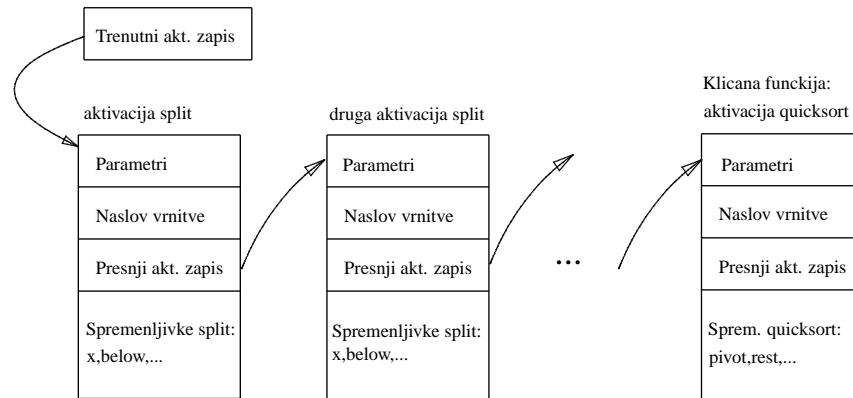 Trenutni akt. zapis
aktivacija split
Parametri
Naslov vrnitve
Presnji akt. zapis
Spremenljivke split:
x,below,...
druga aktivacija split
Parametri
Naslov vrnitve
Presnji akt. zapis
Spremenljivke split:
x,below,...
...
Klicana funckija:
aktivacija quicksort
Parametri
Naslov vrnitve
Presnji akt. zapis
Sprem. quicksort:
pivot,rest,...